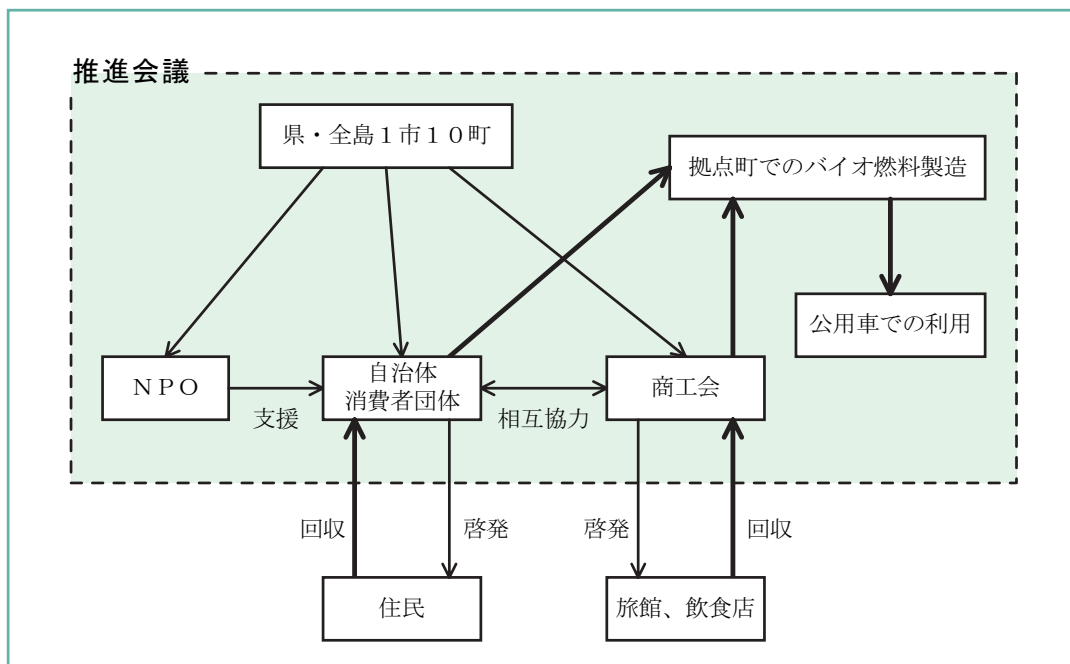 推進会議
県・全島１市１０町
拠点町でのバイオ燃料製造
公用車での利用
ＮＰＯ
支援
自治体
消費者団体
相互協力
商工会
回収
啓発
啓発
回収
住民
旅館、飲食店